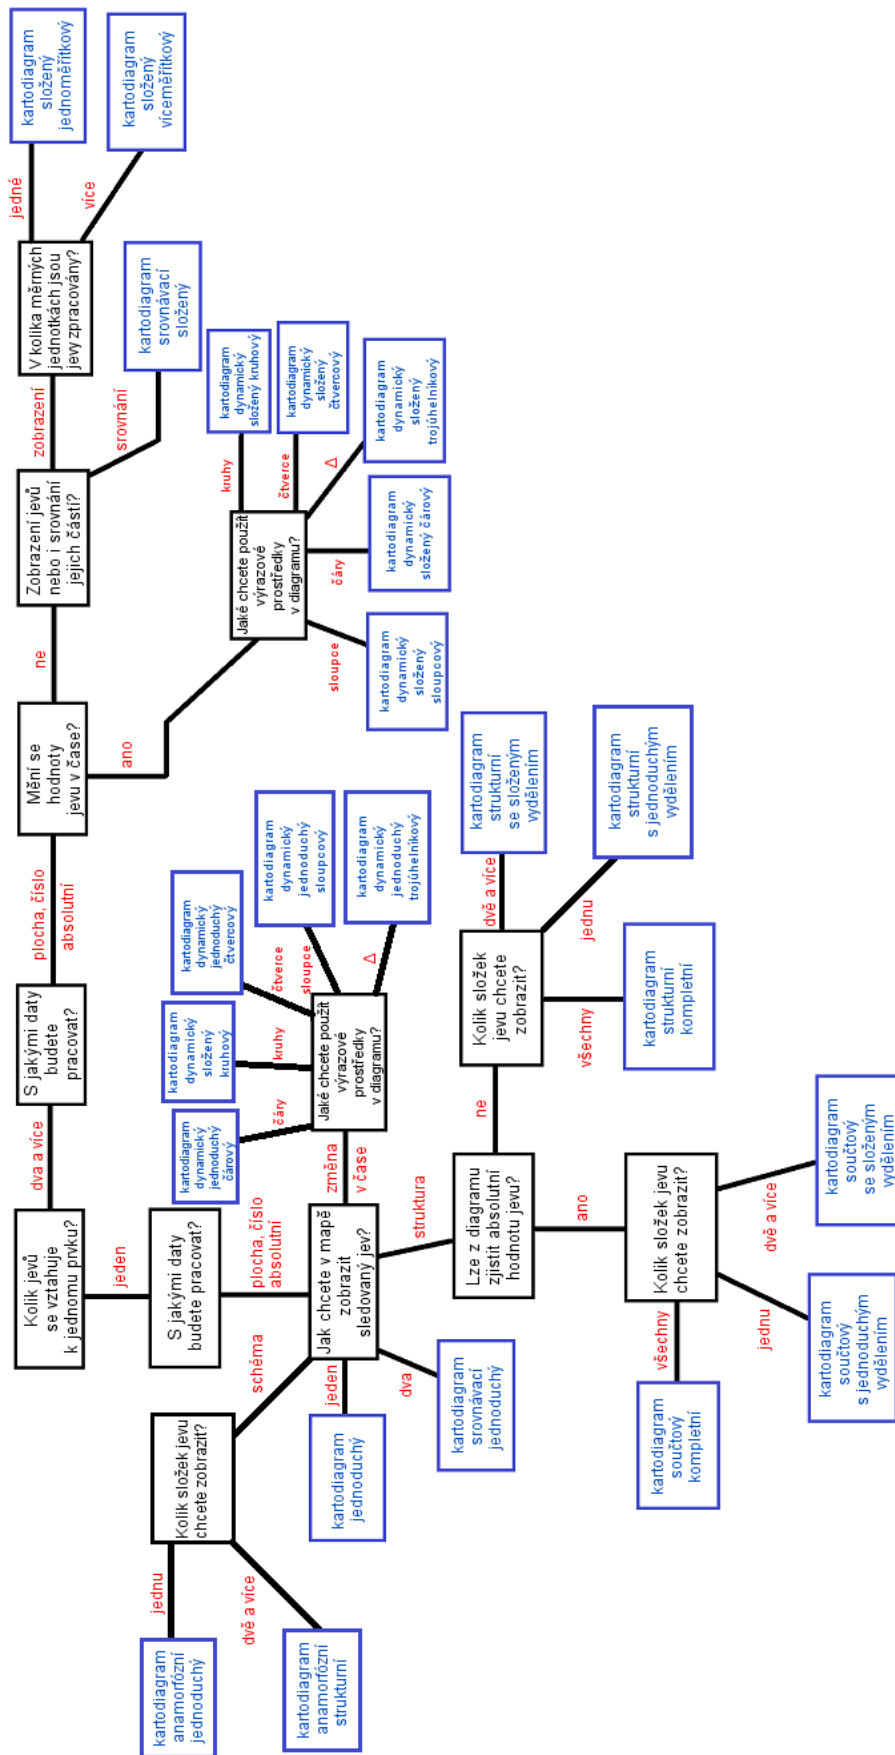 Kolik jevů
se vztahuje
k jednomu prvku?
dva a více
S jakými daty
budete
pracovat?
plocha, číslo
absolutní
Mění se
hodnoty
jevu v čase?
ne
Zobrazení jevů
nebo i srovnání
jejich částí?
zobrazení
V kolika měrných
jednotkách jsou
jevy zpracovány?
jedné
kartodiagram
složený
jednoměřítkový
více
kartodiagram
složený
víceměřítkový
srovnání
kartodiagram
srovnávací
složený
ano
Jaké chcete použít
výrazové
prostředky
v diagramu?
kruhy
kartodiagram
dynamický
složený kruhový
čtverce
kartodiagram
dynamický
složený
čtvercový
Δ
kartodiagram
dynamický
složený
trojúhelníkový
čáry
kartodiagram
dynamický
složený čárový
sloupce
kartodiagram
dynamický
složený
sloupcový
jeden
S jakými daty
budete pracovat?
plocha, číslo
absolutní
Jak chcete v mapě
zobrazit
sledovaný jev?
schéma
Kolik složek jevu
chcete zobrazit?
jednu
kartodiagram
anamorfózní
jednoduchý
dvě a více
kartodiagram
anamorfózní
strukturní
jeden
kartodiagram
jednoduchý
dva
kartodiagram
srovnávací
jednoduchý
změna
v čase
Jaké chcete použít
výrazové
prostředky
v diagramu?
čáry
kartodiagram
dynamický
jednoduchý
čárový
kruhy
kartodiagram
dynamický
složený
kruhový
čtverce
kartodiagram
dynamický
jednoduchý
čtvercový
sloupce
kartodiagram
dynamický
jednoduchý
sloupcový
Δ
kartodiagram
dynamický
jednoduchý
trojúhelníkový
struktura
Lze z diagramu
zjistit absolutní
hodnotu jevu?
ne
Kolik složek
jevu chcete
zobrazit?
dvě a více
kartodiagram
strukturní
se složeným
vydělením
jednu
kartodiagram
strukturní
s jednoduchým
vydělením
všechny
kartodiagram
strukturní
kompletní
ano
Kolik složek jevu
chcete zobrazit?
všechny
kartodiagram
součtový
kompletní
jednu
kartodiagram
součtový
s jednoduchým
vydělením
dvě a více
kartodiagram
součtový
se složeným
vydělením